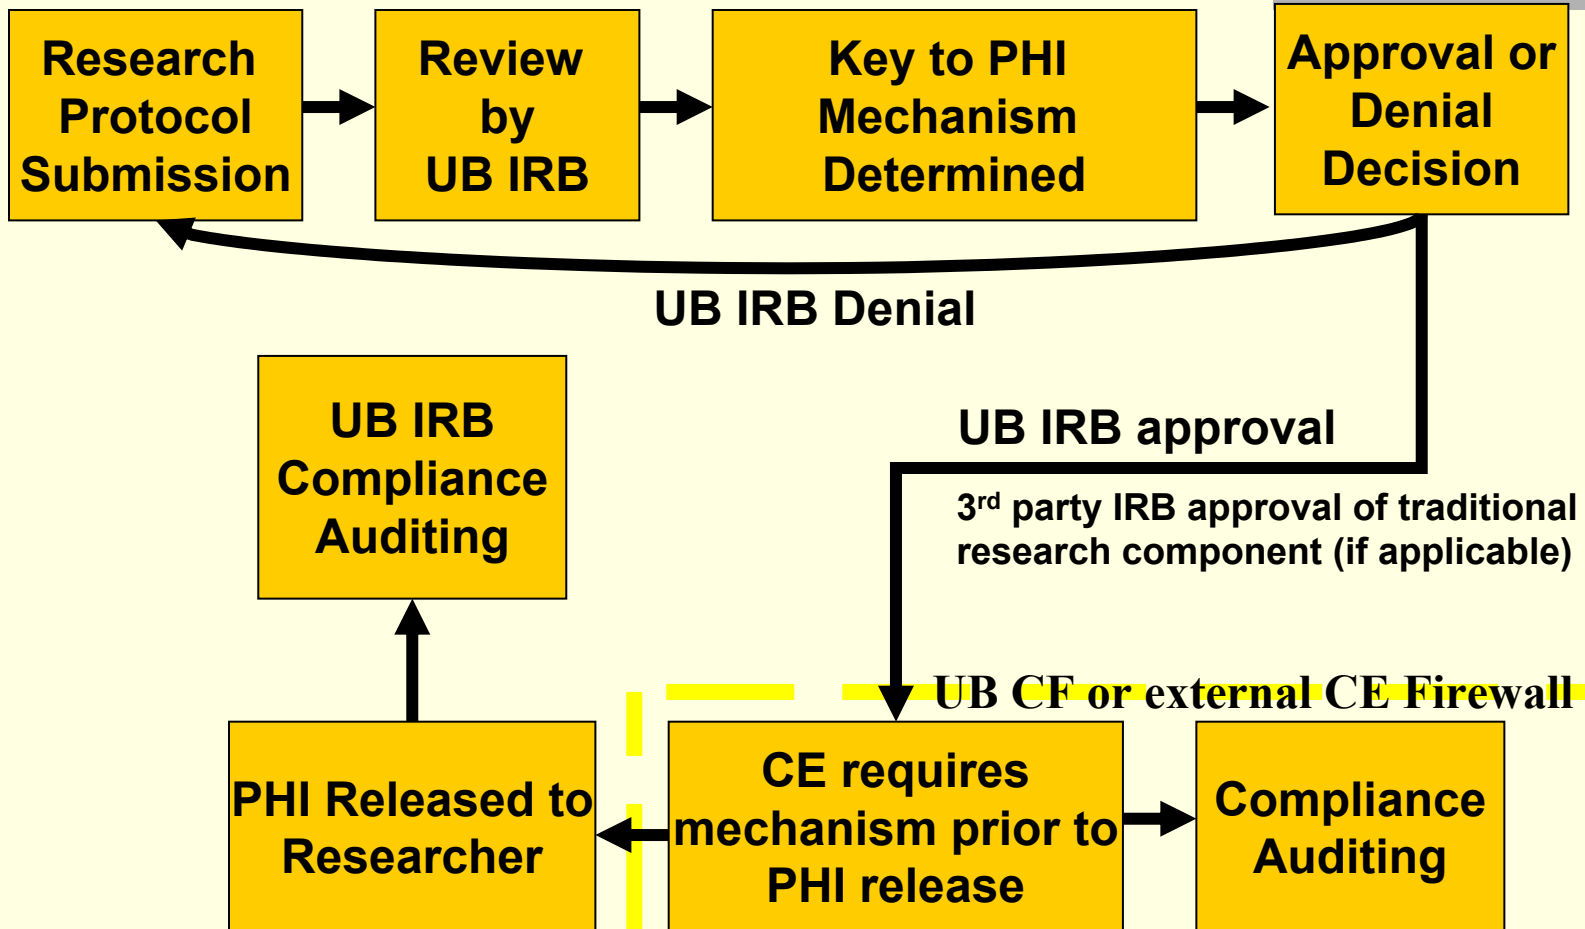 Research
Protocol
Submission
Review
by
UB IRB
Key to PHI
Mechanism
Determined
Approval or
Denial
Decision
UB IRB Denial
UB IRB
Compliance
Auditing
UB IRB approval
3rd party IRB approval of traditional
research component (if applicable)
UB CF or external CE Firewall
PHI Released to
Researcher
CE requires
mechanism prior to
PHI release
Compliance
Auditing